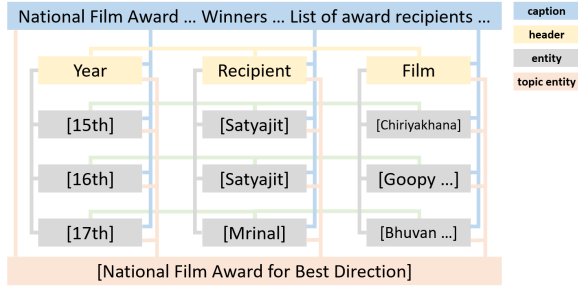 National Film Award ... Winners ... List of award recipients ...
caption
header
entity
topic entity
Year Recipient Film
[15th] [Satyajit] [Chiriyakhana]
[16th] [Satyajit] [Goopy ...]
[17th] [Mrinal] [Bhuvan ...]
[National Film Award for Best Direction]